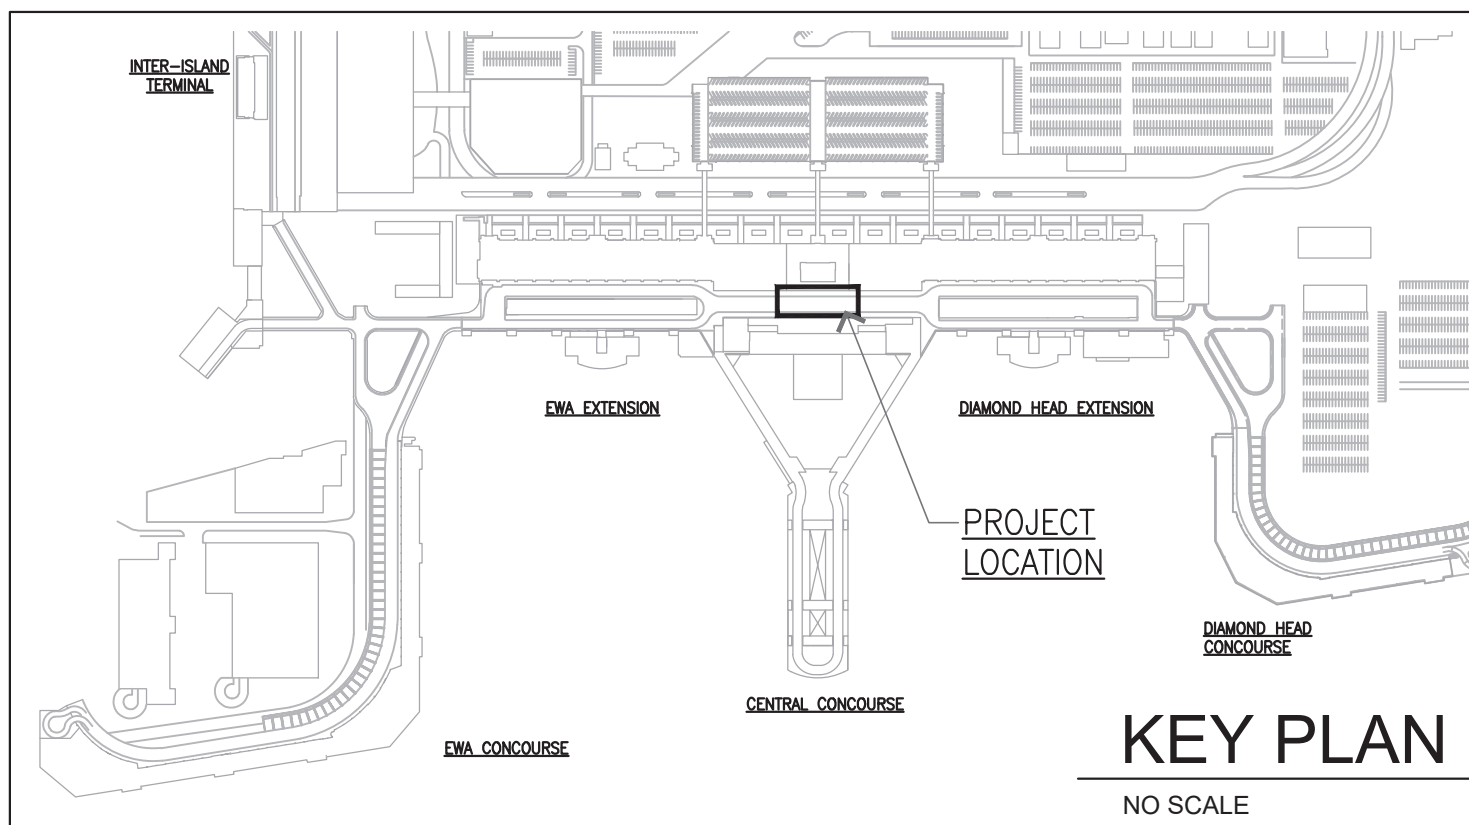 INTER-ISLAND
TERMINAL
EWA EXTENSION
DIAMOND HEAD EXTENSION
PROJECT
LOCATION
DIAMOND HEAD
CONCOURSE
CENTRAL CONCOURSE
EWA CONCOURSE
KEY PLAN
NO SCALE